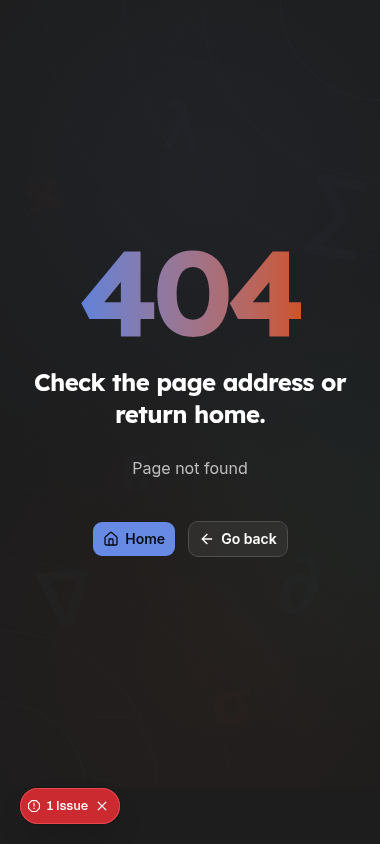 λ
Σ
404
Check the page address or
return home.
Page not found
Home
Go back
∇
∂
σ
1 Issue